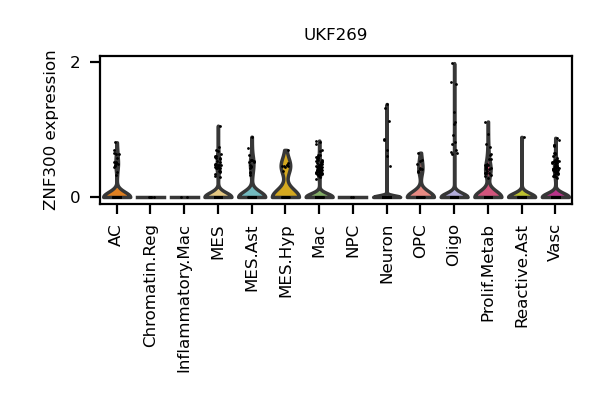 UKF269
ZNF300 expression
2
0
AC
Chromatin.Reg
Inflammatory.Mac
MES
MES.Ast
MES.Hyp
Mac
NPC
Neuron
OPC
Oligo
Prolif.Metab
Reactive.Ast
Vasc